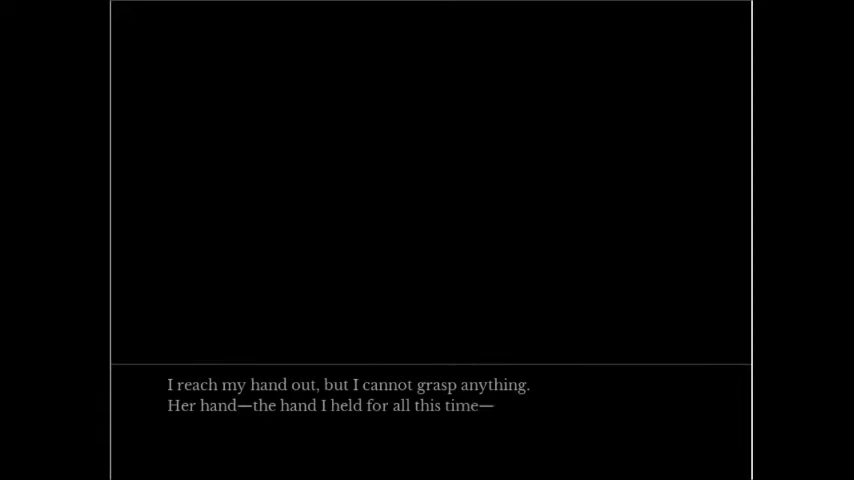 I reach my hand out, but I cannot grasp anything.
Her hand—the hand I held for all this time—